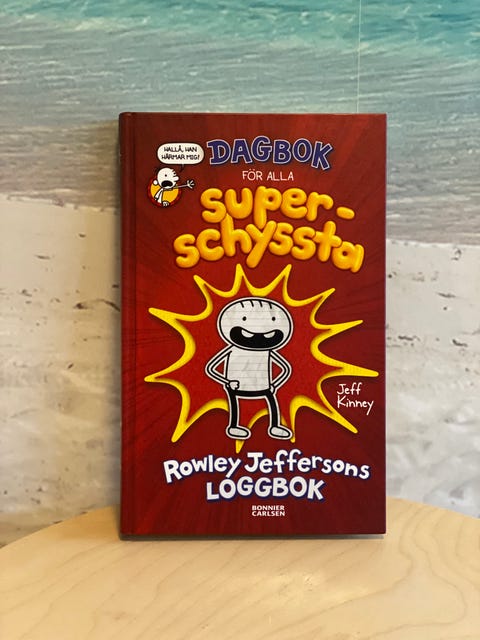 HALLÅ, HAN
HÄRMAR MIG!
DAGBOK
FÖR ALLA
super-
schyssta
Jeff
Kinney
Rowley Jeffersons
LOGGBOK
BONNIER
CARLSEN